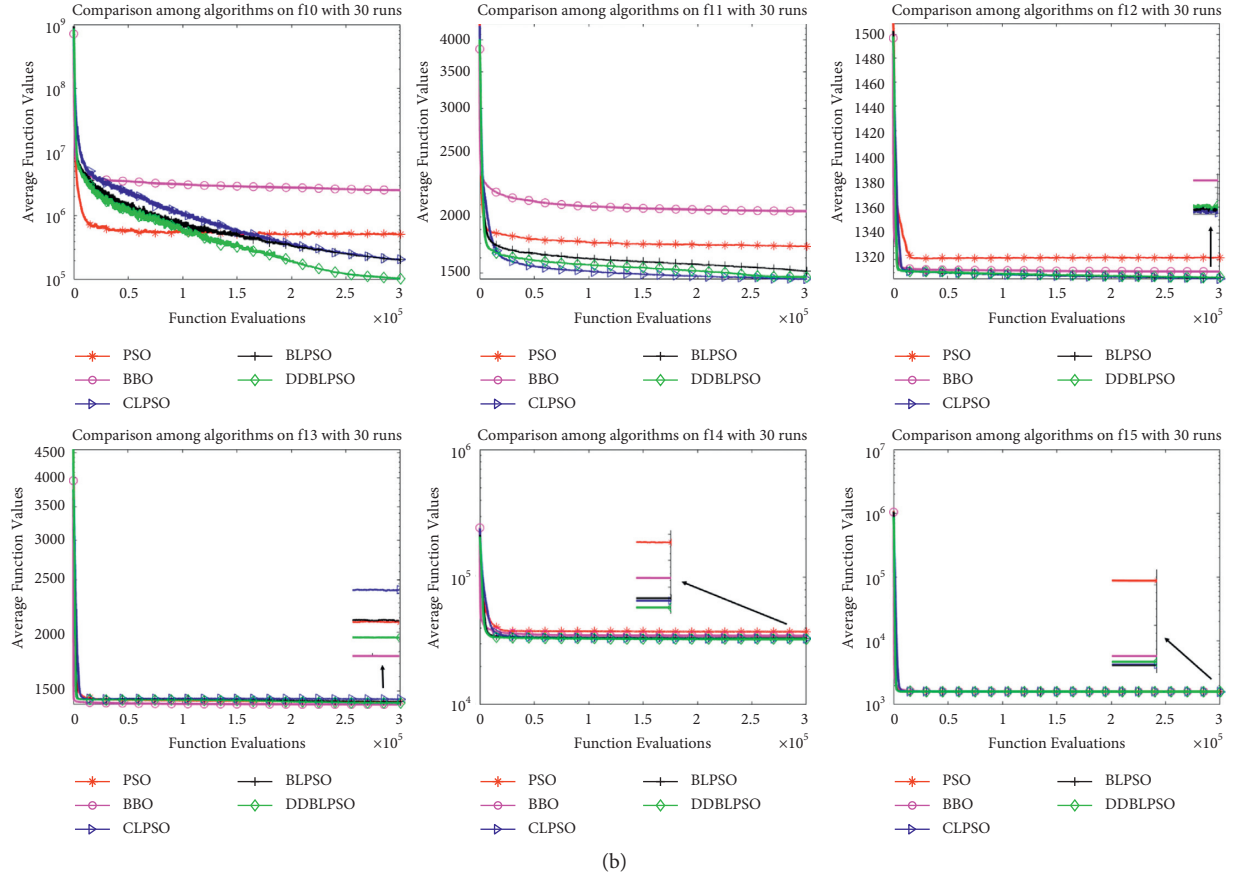 Comparison among algorithms on f10 with 30 runs
Comparison among algorithms on f11 with 30 runs
Comparison among algorithms on f12 with 30 runs
Average Function Values
10^9
10^8
10^7
10^6
10^5
0
0.5
1
1.5
2
2.5
3
×10^5
Function Evaluations
PSO
BBO
CLPSO
BLPSO
DDBLPSO
Average Function Values
4000
3500
3000
2500
2000
1500
0
0.5
1
1.5
2
2.5
3
×10^5
Function Evaluations
PSO
BBO
CLPSO
BLPSO
DDBLPSO
Average Function Values
1500
1480
1460
1440
1420
1400
1380
1360
1340
1320
0
0.5
1
1.5
2
2.5
3
×10^5
Function Evaluations
PSO
BBO
CLPSO
BLPSO
DDBLPSO
Comparison among algorithms on f13 with 30 runs
Comparison among algorithms on f14 with 30 runs
Comparison among algorithms on f15 with 30 runs
Average Function Values
4500
4000
3500
3000
2500
2000
1500
0
0.5
1
1.5
2
2.5
3
×10^5
Function Evaluations
PSO
BBO
CLPSO
BLPSO
DDBLPSO
Average Function Values
10^6
10^5
10^4
0
0.5
1
1.5
2
2.5
3
×10^5
Function Evaluations
PSO
BBO
CLPSO
BLPSO
DDBLPSO
Average Function Values
10^7
10^6
10^5
10^4
10^3
0
0.5
1
1.5
2
2.5
3
×10^5
Function Evaluations
PSO
BBO
CLPSO
BLPSO
DDBLPSO
(b)